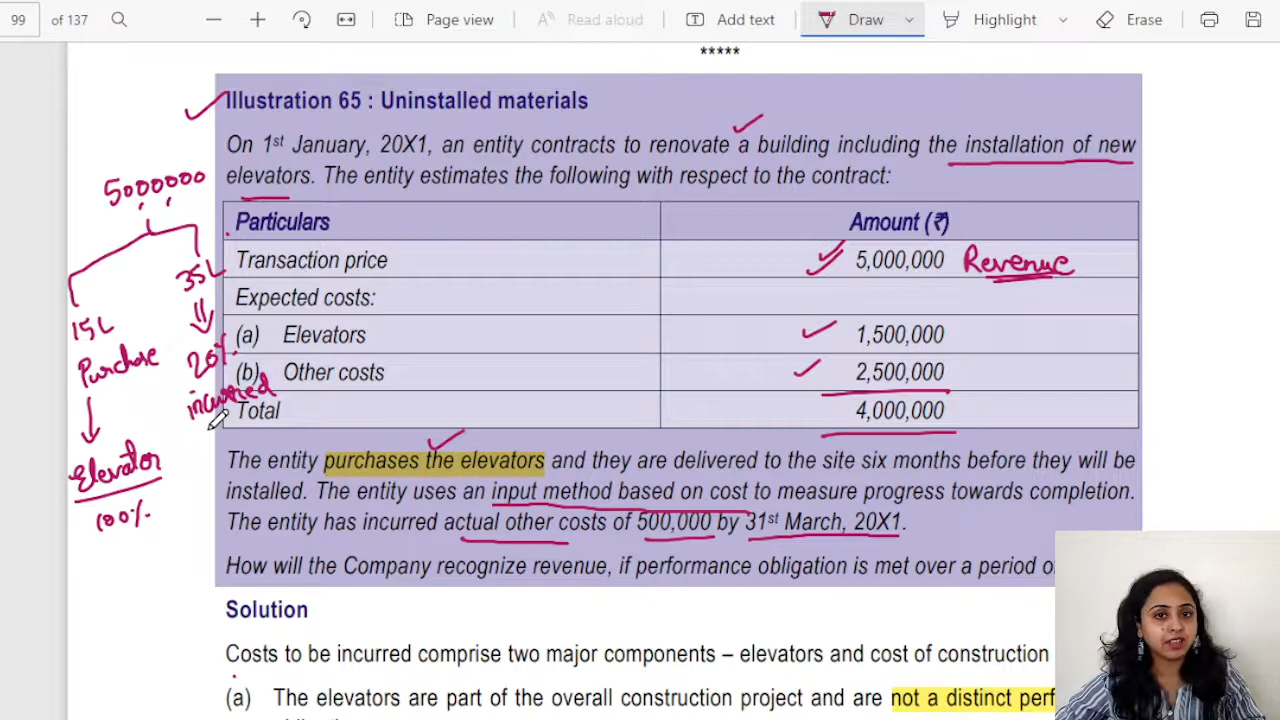 99 of 137 Page view Read aloud Add text Draw Highlight Erase
*****
Illustration 65 : Uninstalled materials
On 1st January, 20X1, an entity contracts to renovate a building including the installation of new
elevators. The entity estimates the following with respect to the contract:
5000000
Particulars Amount (₹)
Transaction price 5,000,000 Revenue
35L
Expected costs:
15L
(a) Elevators 1,500,000
Purchase
20%
(b) Other costs 2,500,000
incurred
Total 4,000,000
Elevator
100%
The entity purchases the elevators and they are delivered to the site six months before they will be
installed. The entity uses an input method based on cost to measure progress towards completion.
The entity has incurred actual other costs of 500,000 by 31st March, 20X1.
How will the Company recognize revenue, if performance obligation is met over a period
Solution
Costs to be incurred comprise two major components – elevators and cost of construction
(a) The elevators are part of the overall construction project and are not a distinct